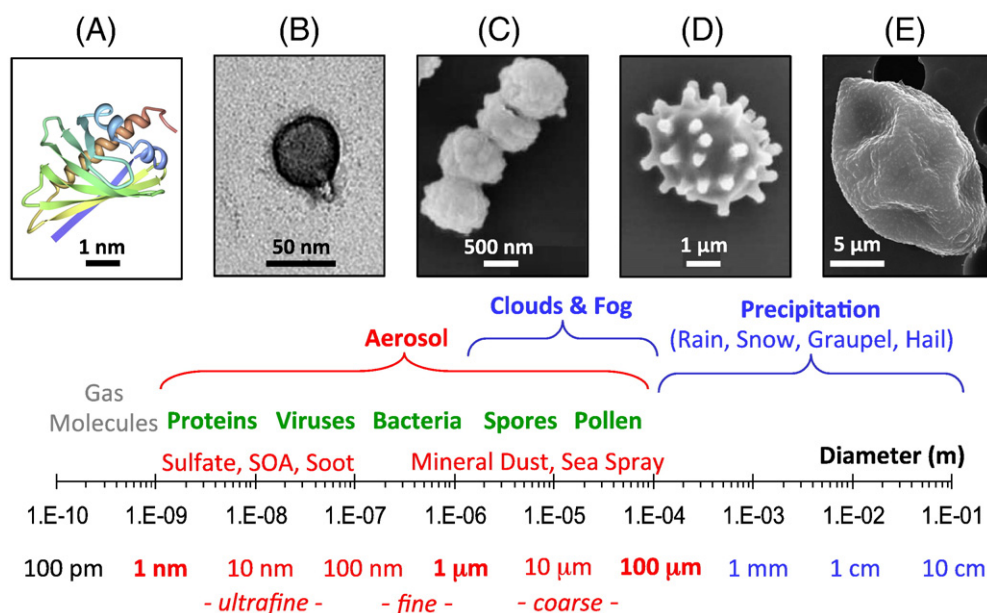 (A) (B) (C) (D) (E)
1 nm 50 nm 500 nm 1 μm 5 μm
Clouds & Fog Precipitation
Aerosol (Rain, Snow, Graupel, Hail)
Gas
Molecules Proteins Viruses Bacteria Spores Pollen
Sulfate, SOA, Soot Mineral Dust, Sea Spray Diameter (m)
1.E-10 1.E-09 1.E-08 1.E-07 1.E-06 1.E-05 1.E-04 1.E-03 1.E-02 1.E-01
100 pm 1 nm 10 nm 100 nm 1 μm 10 μm 100 μm 1 mm 1 cm 10 cm
- ultrafine - - fine - - coarse -